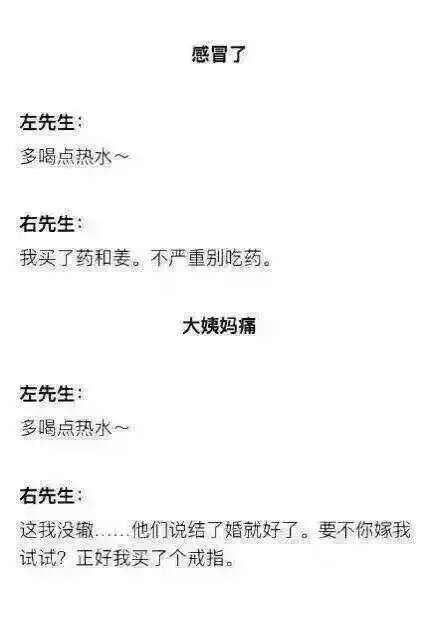 感冒了
左先生：
多喝点热水～
右先生：
我买了药和姜。不严重别吃药。
大姨妈痛
左先生：
多喝点热水～
右先生：
这我没辙……他们说结了婚就好了。要不你嫁我
试试？正好我买了个戒指。